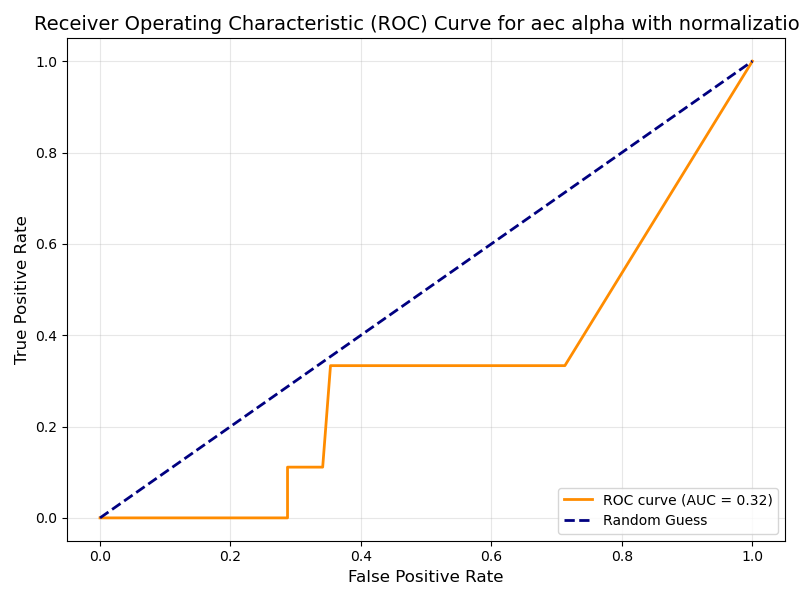 Receiver Operating Characteristic (ROC) Curve for aec alpha with normalizatio
1.0
0.8
0.6
0.4
0.2
0.0
True Positive Rate
0.0 0.2 0.4 0.6 0.8 1.0
False Positive Rate
ROC curve (AUC = 0.32)
Random Guess